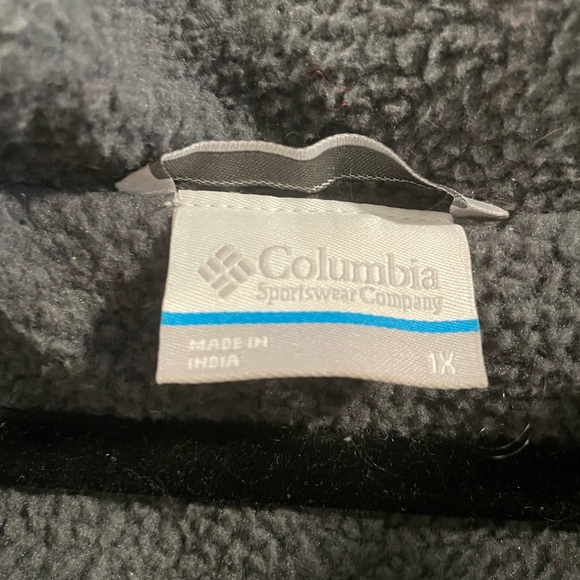 Columbia
Sportswear Company
MADE IN
INDIA
1X